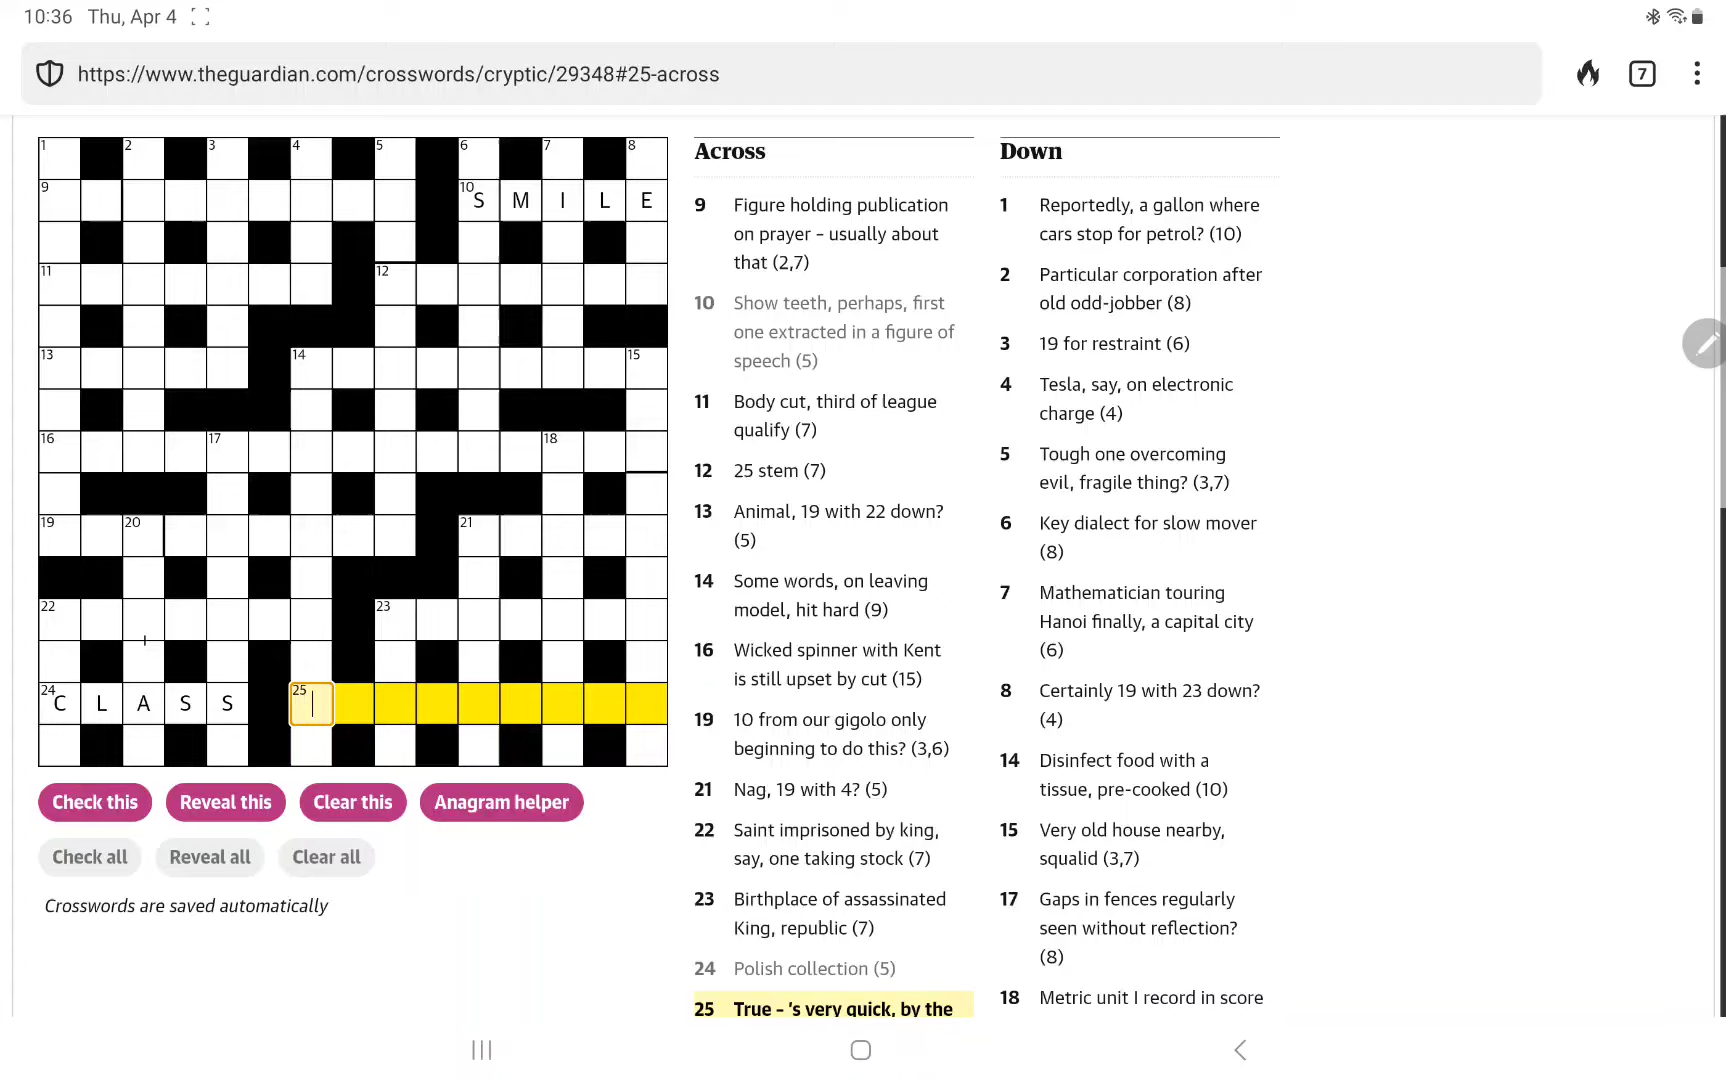 10:36 Thu, Apr 4
https://www.theguardian.com/crosswords/cryptic/29348#25-across
7
1 2 3 4 5 6 7 8
9 10 S M I L E
11 12
13 14 15
16 17 18
19 20 21
22 23
24 C L A S S 25
Check this
Reveal this
Clear this
Anagram helper
Check all
Reveal all
Clear all
Crosswords are saved automatically
Across
9 Figure holding publication
on prayer – usually about
that (2,7)
10 Show teeth, perhaps, first
one extracted in a figure of
speech (5)
11 Body cut, third of league
qualify (7)
12 25 stem (7)
13 Animal, 19 with 22 down?
(5)
14 Some words, on leaving
model, hit hard (9)
16 Wicked spinner with Kent
is still upset by cut (15)
19 10 from our gigolo only
beginning to do this? (3,6)
21 Nag, 19 with 4? (5)
22 Saint imprisoned by king,
say, one taking stock (7)
23 Birthplace of assassinated
King, republic (7)
24 Polish collection (5)
25 True – ’s very quick, by the
Down
1 Reportedly, a gallon where
cars stop for petrol? (10)
2 Particular corporation after
old odd-jobber (8)
3 19 for restraint (6)
4 Tesla, say, on electronic
charge (4)
5 Tough one overcoming
evil, fragile thing? (3,7)
6 Key dialect for slow mover
(8)
7 Mathematician touring
Hanoi finally, a capital city
(6)
8 Certainly 19 with 23 down?
(4)
14 Disinfect food with a
tissue, pre-cooked (10)
15 Very old house nearby,
squalid (3,7)
17 Gaps in fences regularly
seen without reflection?
(8)
18 Metric unit I record in score